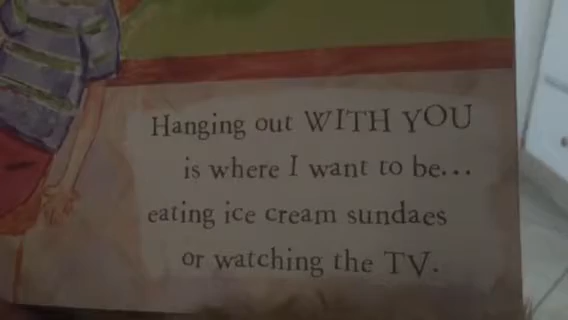 Hanging out WITH YOU
is where I want to be...
eating ice cream sundaes
or watching the TV.